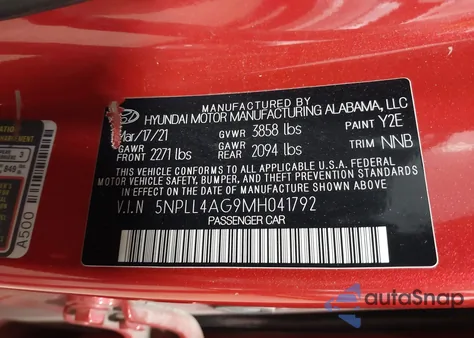 MANUFACTURED BY
HYUNDAI MOTOR MANUFACTURING ALABAMA, LLC
Mar/17/21 GVWR 3858 lbs PAINT Y2E
GAWR FRONT 2271 lbs GAWR REAR 2094 lbs TRIM NNB
THIS VEHICLE CONFORMS TO ALL APPLICABLE U.S.A. FEDERAL
MOTOR VEHICLE SAFETY, BUMPER, AND THEFT PREVENTION
STANDARDS IN EFFECT ON THE DATE OF MANUFACTURE SHOWN ABOVE.
V.I.N 5NPLL4AG9MH041792
PASSENGER CAR
A500
autoSnap